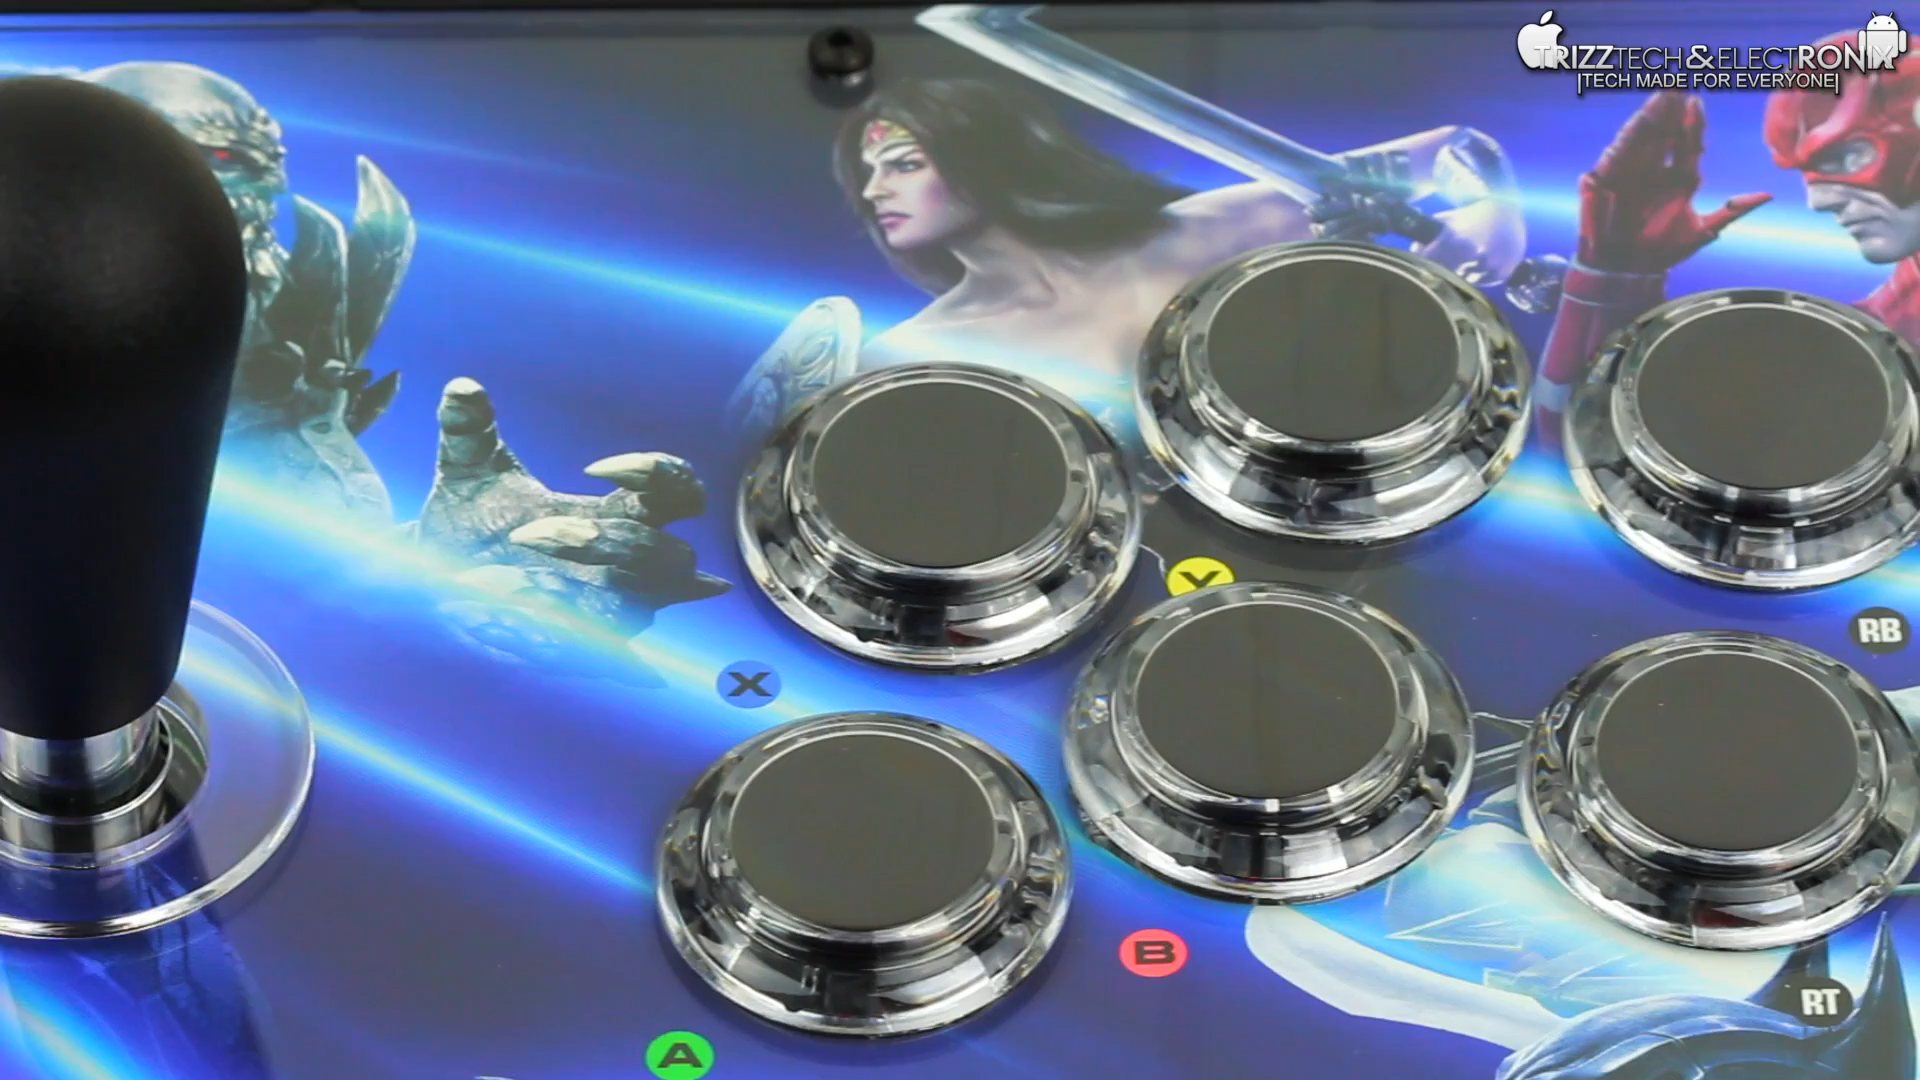 TRIZZTECH&ELECTRONIX
|TECH MADE FOR EVERYONE|
Y
RB
X
B
RT
A